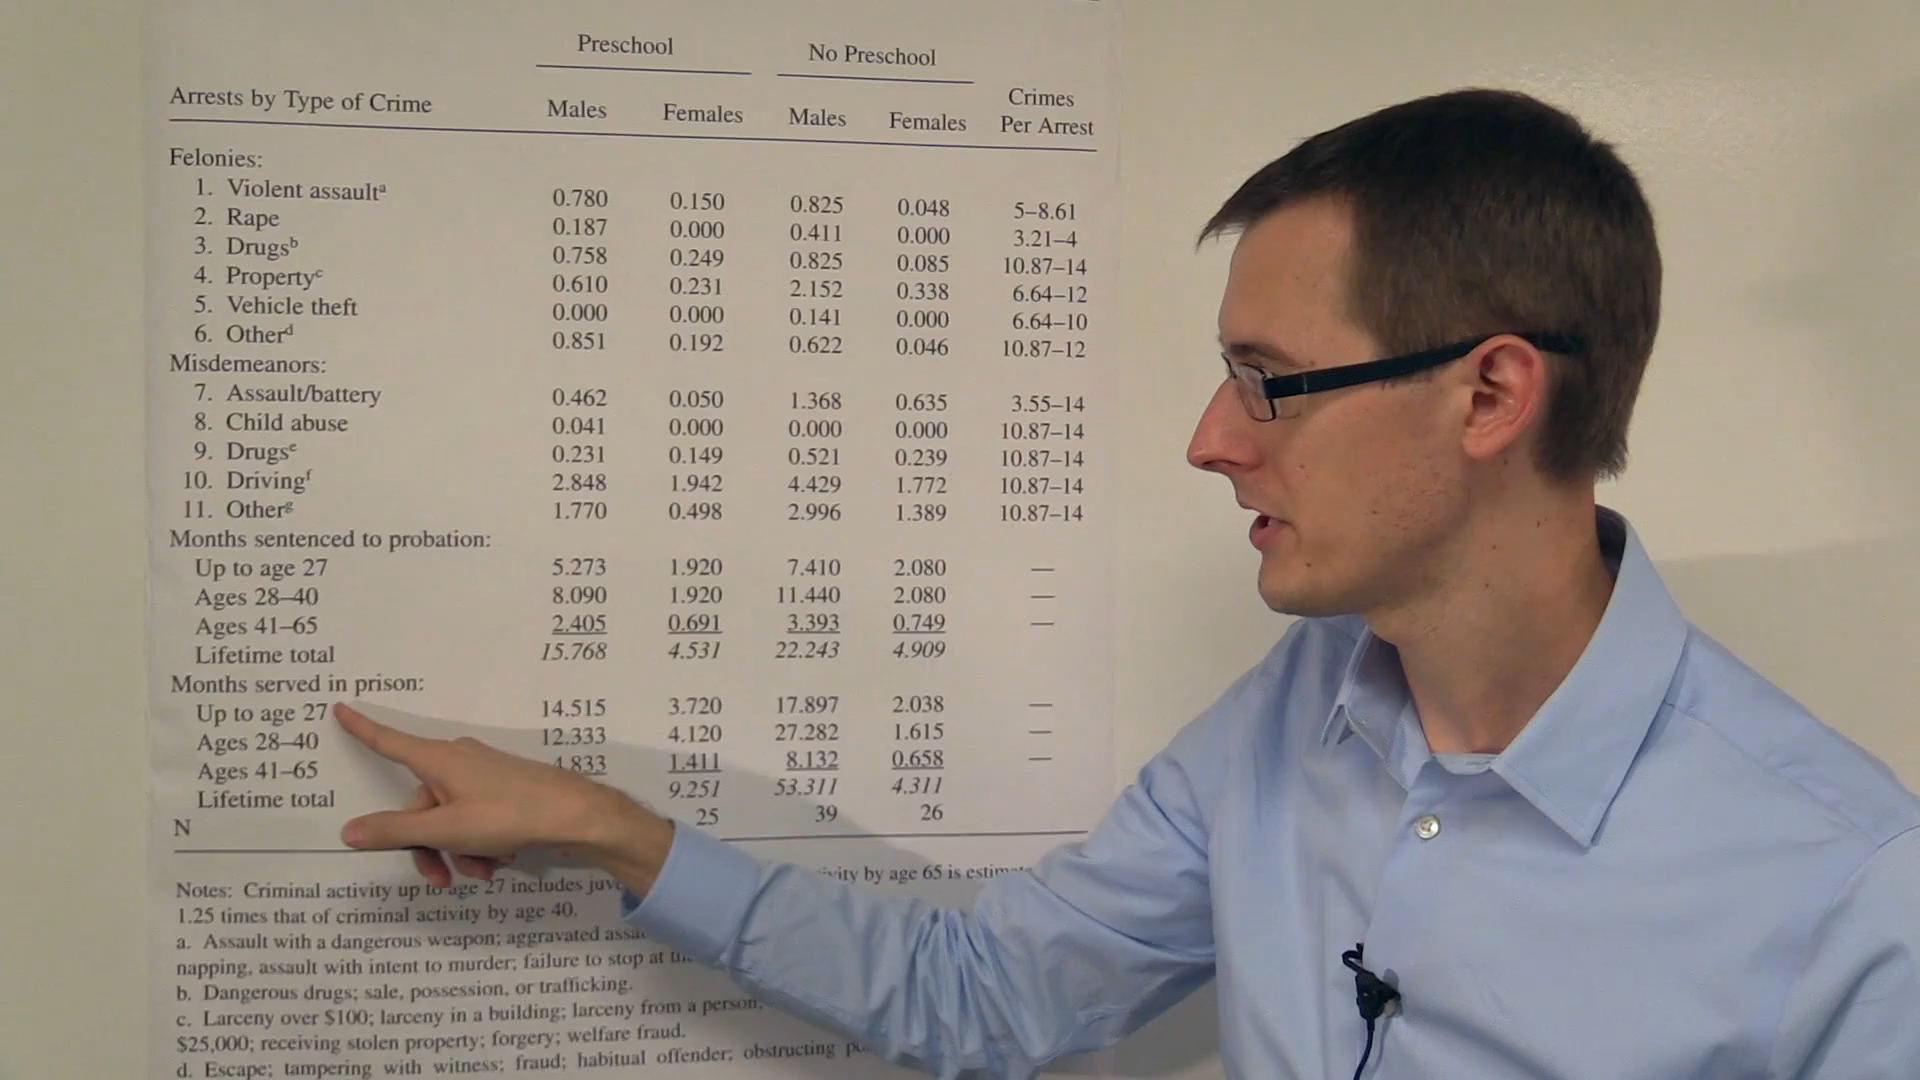 Preschool No Preschool
Arrests by Type of Crime Males Females Males Females Crimes Per Arrest
Felonies:
1. Violent assaultᵃ 0.780 0.150 0.825 0.048 5–8.61
2. Rape 0.187 0.000 0.411 0.000 3.21–4
3. Drugsᵇ 0.758 0.249 0.825 0.085 10.87–14
4. Propertyᶜ 0.610 0.231 2.152 0.338 6.64–12
5. Vehicle theft 0.000 0.000 0.141 0.000 6.64–10
6. Otherᵈ 0.851 0.192 0.622 0.046 10.87–12
Misdemeanors:
7. Assault/battery 0.462 0.050 1.368 0.635 3.55–14
8. Child abuse 0.041 0.000 0.000 0.000 10.87–14
9. Drugsᵉ 0.231 0.149 0.521 0.239 10.87–14
10. Drivingᶠ 2.848 1.942 4.429 1.772 10.87–14
11. Otherᵍ 1.770 0.498 2.996 1.389 10.87–14
Months sentenced to probation:
Up to age 27 5.273 1.920 7.410 2.080 —
Ages 28–40 8.090 1.920 11.440 2.080 —
Ages 41–65 2.405 0.691 3.393 0.749 —
Lifetime total 15.768 4.531 22.243 4.909
Months served in prison:
Up to age 27 14.515 3.720 17.897 2.038 —
Ages 28–40 12.333 4.120 27.282 1.615 —
Ages 41–65 4.833 1.411 8.132 0.658 —
Lifetime total 9.251 53.311 4.311
N 25 39 26
Notes: Criminal activity up to age 27 includes by age 65 is
1.25 times that of criminal activity by age 40.
a. Assault with a dangerous weapon; aggravated
napping, assault with intent to murder; failure to stop at
b. Dangerous drugs; sale, possession, or trafficking.
c. Larceny over $100; larceny in a building; larceny from a person,
$25,000; receiving stolen property; forgery; welfare fraud.
d. Escape; tampering with witness; fraud; habitual offender; obstructing